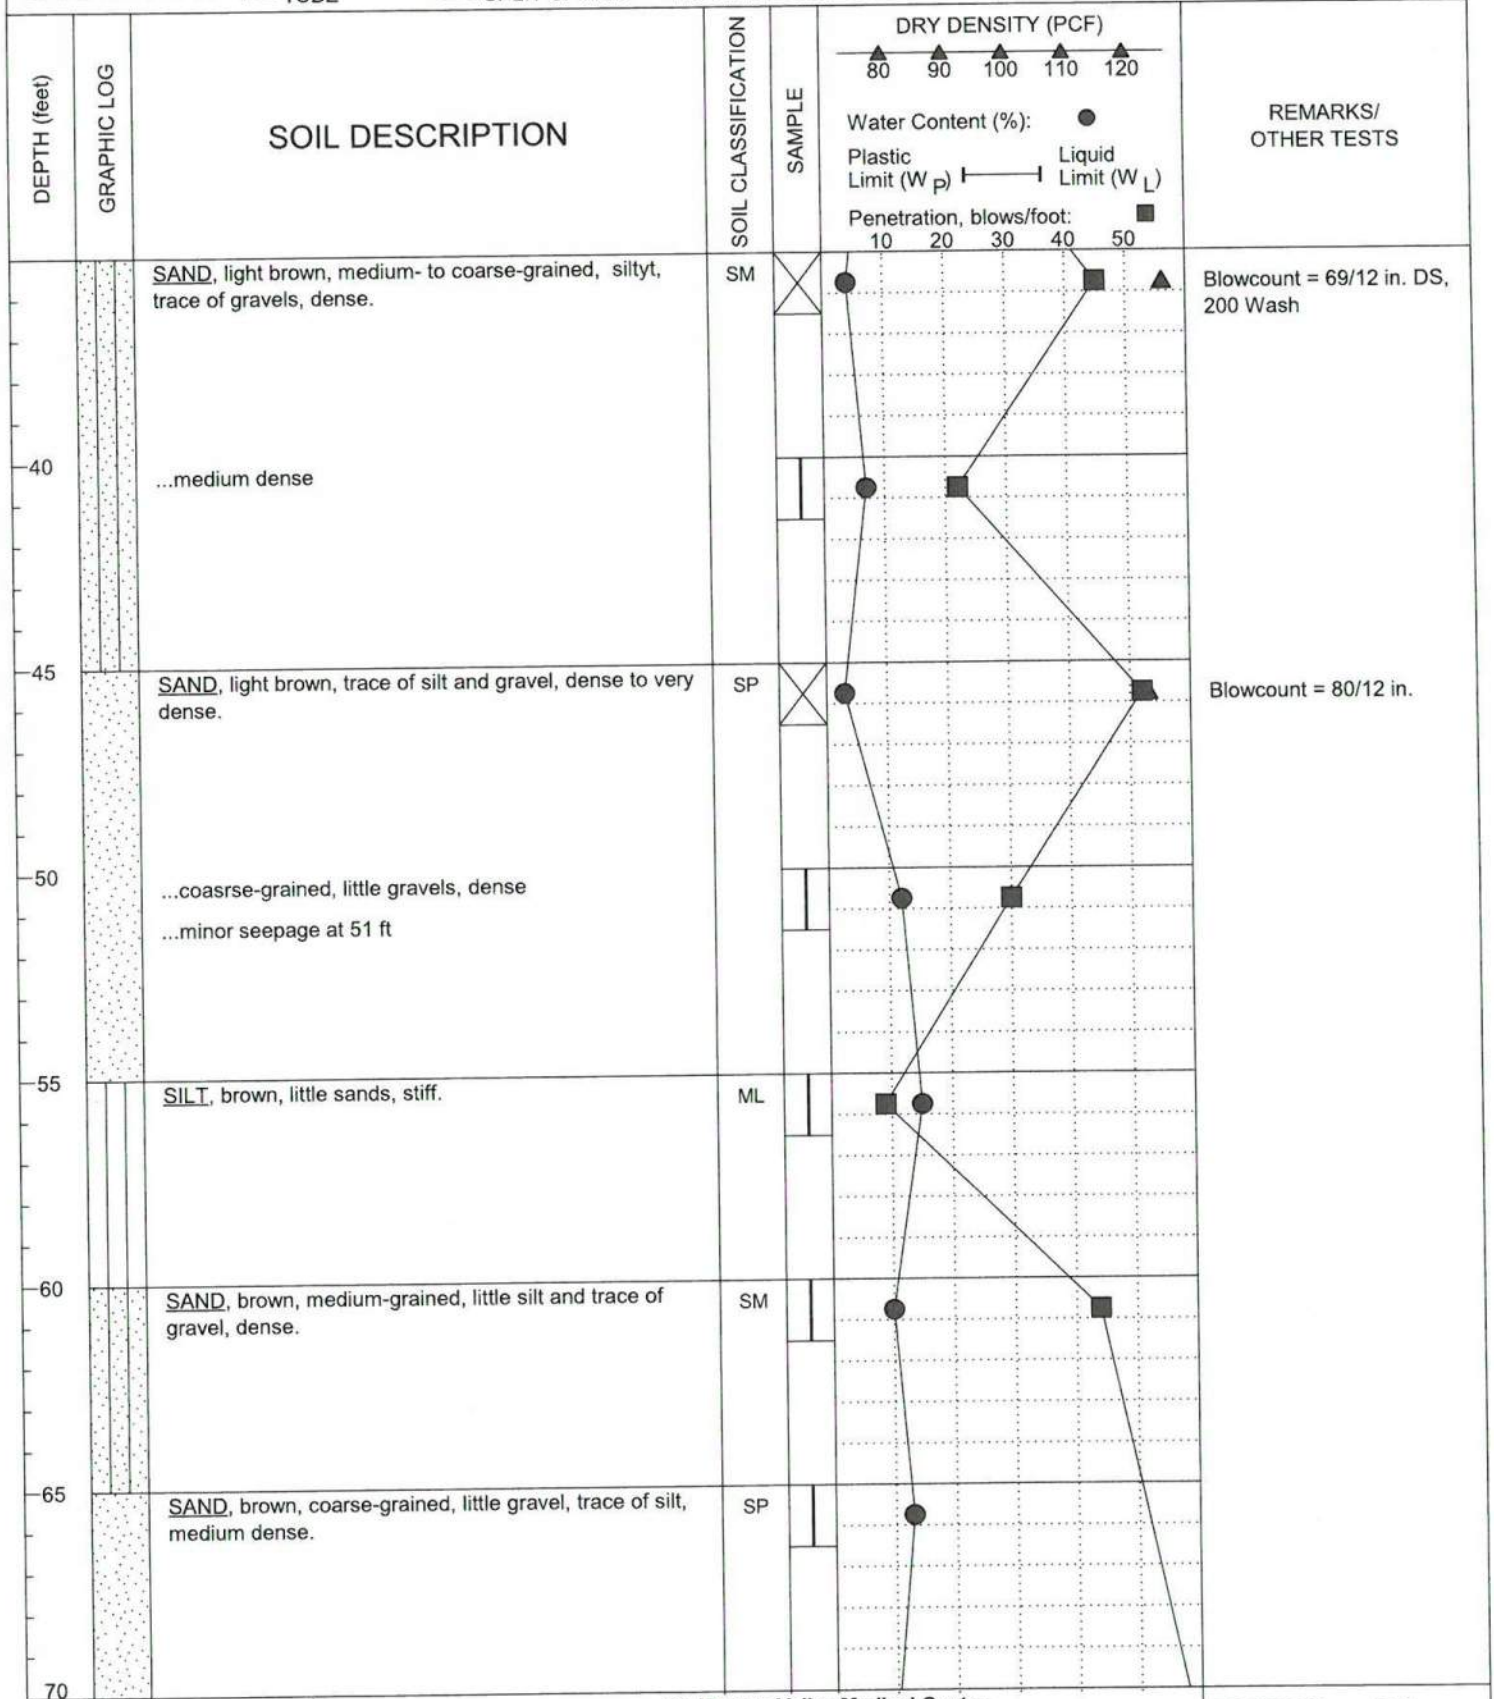 DEPTH (feet)
GRAPHIC LOG
SOIL DESCRIPTION
SOIL CLASSIFICATION
SAMPLE
DRY DENSITY (PCF)
80 90 100 110 120
Water Content (%):
Plastic Limit (W P)
Liquid Limit (W L)
Penetration, blows/foot:
10 20 30 40 50
REMARKS/
OTHER TESTS
SAND, light brown, medium- to coarse-grained, siltyt,
trace of gravels, dense.
SM
Blowcount = 69/12 in. DS,
200 Wash
40
...medium dense
45
SAND, light brown, trace of silt and gravel, dense to very
dense.
SP
Blowcount = 80/12 in.
50
...coasrse-grained, little gravels, dense
...minor seepage at 51 ft
55
SILT, brown, little sands, stiff.
ML
60
SAND, brown, medium-grained, little silt and trace of
gravel, dense.
SM
65
SAND, brown, coarse-grained, little gravel, trace of silt,
medium dense.
SP
70